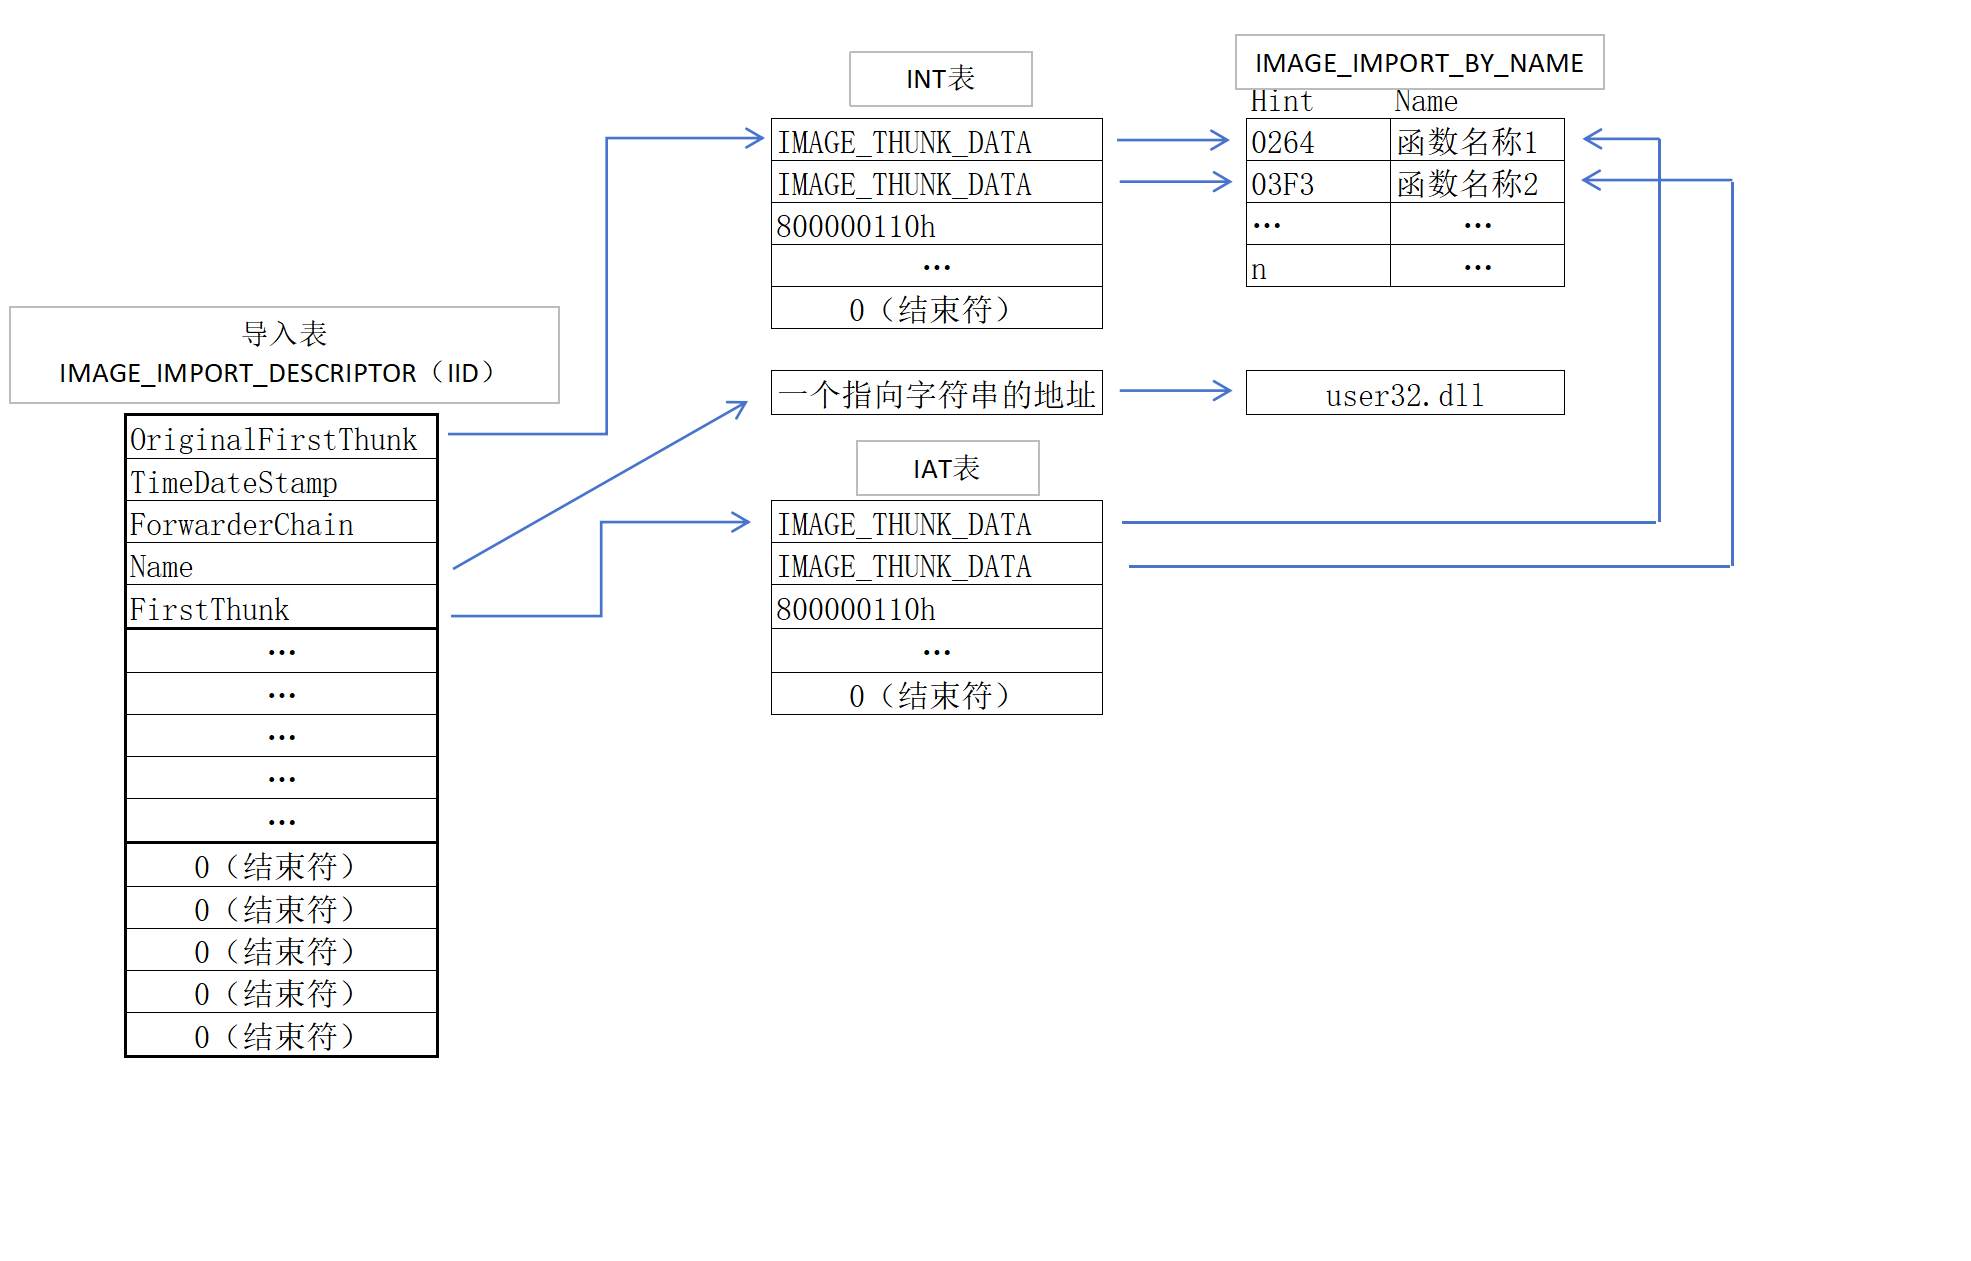 导入表
IMAGE_IMPORT_DESCRIPTOR（IID）
OriginalFirstThunk
TimeDateStamp
ForwarderChain
Name
FirstThunk
…
…
…
…
…
0（结束符）
0（结束符）
0（结束符）
0（结束符）
0（结束符）
INT表
IMAGE_THUNK_DATA
IMAGE_THUNK_DATA
800000110h
…
0（结束符）
一个指向字符串的地址
IAT表
IMAGE_THUNK_DATA
IMAGE_THUNK_DATA
800000110h
…
0（结束符）
IMAGE_IMPORT_BY_NAME
Hint Name
0264 函数名称1
03F3 函数名称2
… …
n …
user32.dll